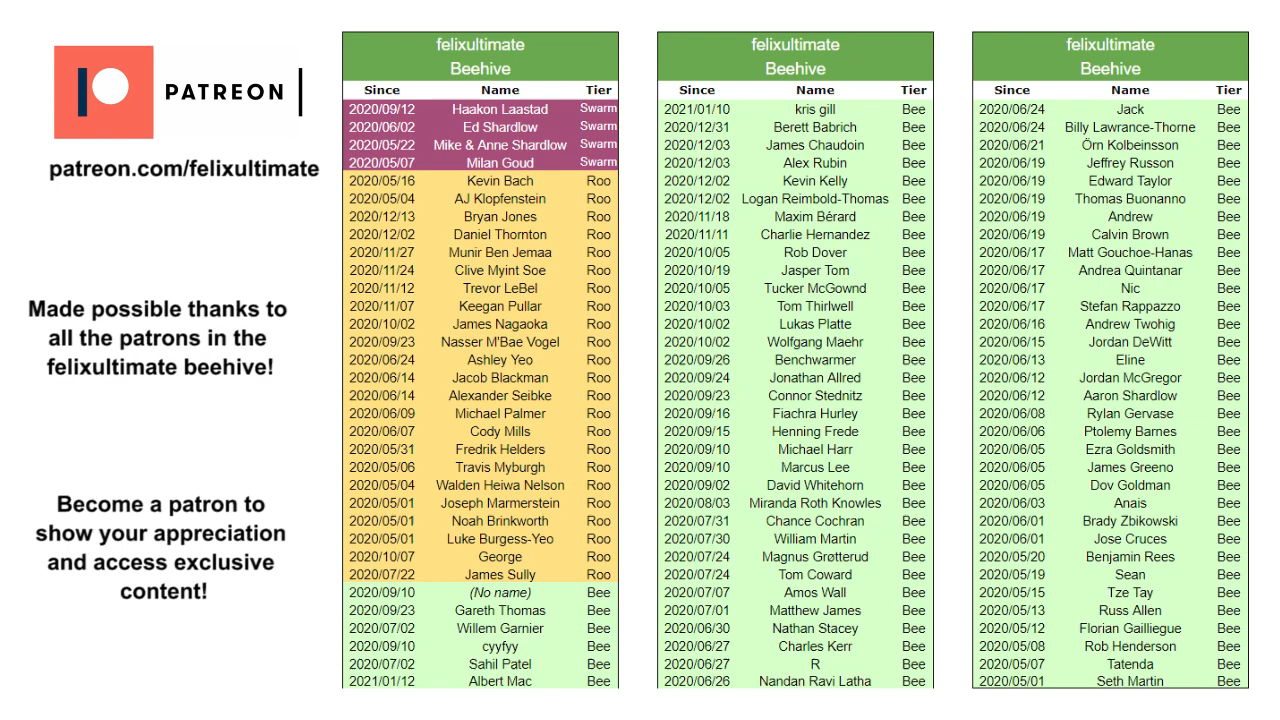 PATREON
patreon.com/felixultimate
Made possible thanks to
all the patrons in the
felixultimate beehive!
Become a patron to
show your appreciation
and access exclusive
content!
felixultimate
Beehive
Since Name Tier
2020/09/12 Haakon Laastad Swarm
2020/06/02 Ed Shardlow Swarm
2020/05/22 Mike & Anne Shardlow Swarm
2020/05/07 Milan Goud Swarm
2020/05/16 Kevin Bach Roo
2020/05/04 AJ Klopfenstein Roo
2020/12/13 Bryan Jones Roo
2020/12/02 Daniel Thornton Roo
2020/11/27 Munir Ben Jemaa Roo
2020/11/24 Clive Myint Soe Roo
2020/11/12 Trevor LeBel Roo
2020/11/07 Keegan Pullar Roo
2020/10/02 James Nagaoka Roo
2020/09/23 Nasser M'Bae Vogel Roo
2020/06/24 Ashley Yeo Roo
2020/06/14 Jacob Blackman Roo
2020/06/14 Alexander Seibke Roo
2020/06/09 Michael Palmer Roo
2020/06/07 Cody Mills Roo
2020/05/31 Fredrik Helders Roo
2020/05/06 Travis Myburgh Roo
2020/05/04 Walden Heiwa Nelson Roo
2020/05/01 Joseph Marmerstein Roo
2020/05/01 Noah Brinkworth Roo
2020/05/01 Luke Burgess-Yeo Roo
2020/10/07 George Roo
2020/07/22 James Sully Roo
2020/09/10 (No name) Bee
2020/09/23 Gareth Thomas Bee
2020/07/02 Willem Garnier Bee
2020/09/10 cyyfyy Bee
2020/07/02 Sahil Patel Bee
2021/01/12 Albert Mac Bee
felixultimate
Beehive
Since Name Tier
2021/01/10 kris gill Bee
2020/12/31 Berett Babrich Bee
2020/12/03 James Chaudoin Bee
2020/12/03 Alex Rubin Bee
2020/12/02 Kevin Kelly Bee
2020/12/02 Logan Reimbold-Thomas Bee
2020/11/18 Maxim Bérard Bee
2020/11/11 Charlie Hernandez Bee
2020/10/05 Rob Dover Bee
2020/10/19 Jasper Tom Bee
2020/10/05 Tucker McGownd Bee
2020/10/03 Tom Thirlwell Bee
2020/10/02 Lukas Platte Bee
2020/10/02 Wolfgang Maehr Bee
2020/09/26 Benchwarmer Bee
2020/09/24 Jonathan Allred Bee
2020/09/23 Connor Stednitz Bee
2020/09/16 Fiachra Hurley Bee
2020/09/15 Henning Frede Bee
2020/09/10 Michael Harr Bee
2020/09/10 Marcus Lee Bee
2020/09/02 David Whitehorn Bee
2020/08/03 Miranda Roth Knowles Bee
2020/07/31 Chance Cochran Bee
2020/07/30 William Martin Bee
2020/07/24 Magnus Grøtterud Bee
2020/07/24 Tom Coward Bee
2020/07/07 Amos Wall Bee
2020/07/01 Matthew James Bee
2020/06/30 Nathan Stacey Bee
2020/06/27 Charles Kerr Bee
2020/06/27 R Bee
2020/06/26 Nandan Ravi Latha Bee
felixultimate
Beehive
Since Name Tier
2020/06/24 Jack Bee
2020/06/24 Billy Lawrance-Thorne Bee
2020/06/21 Örn Kolbeinsson Bee
2020/06/19 Jeffrey Russon Bee
2020/06/19 Edward Taylor Bee
2020/06/19 Thomas Buonanno Bee
2020/06/19 Andrew Bee
2020/06/19 Calvin Brown Bee
2020/06/17 Matt Gouchoe-Hanas Bee
2020/06/17 Andrea Quintanar Bee
2020/06/17 Nic Bee
2020/06/17 Stefan Rappazzo Bee
2020/06/16 Andrew Twohig Bee
2020/06/15 Jordan DeWitt Bee
2020/06/13 Eline Bee
2020/06/12 Jordan McGregor Bee
2020/06/12 Aaron Shardlow Bee
2020/06/08 Rylan Gervase Bee
2020/06/06 Ptolemy Barnes Bee
2020/06/05 Ezra Goldsmith Bee
2020/06/05 James Greeno Bee
2020/06/05 Dov Goldman Bee
2020/06/03 Anais Bee
2020/06/01 Brady Zbikowski Bee
2020/06/01 Jose Cruces Bee
2020/05/20 Benjamin Rees Bee
2020/05/19 Sean Bee
2020/05/15 Tze Tay Bee
2020/05/13 Russ Allen Bee
2020/05/12 Florian Gailliegue Bee
2020/05/08 Rob Henderson Bee
2020/05/07 Tatenda Bee
2020/05/01 Seth Martin Bee